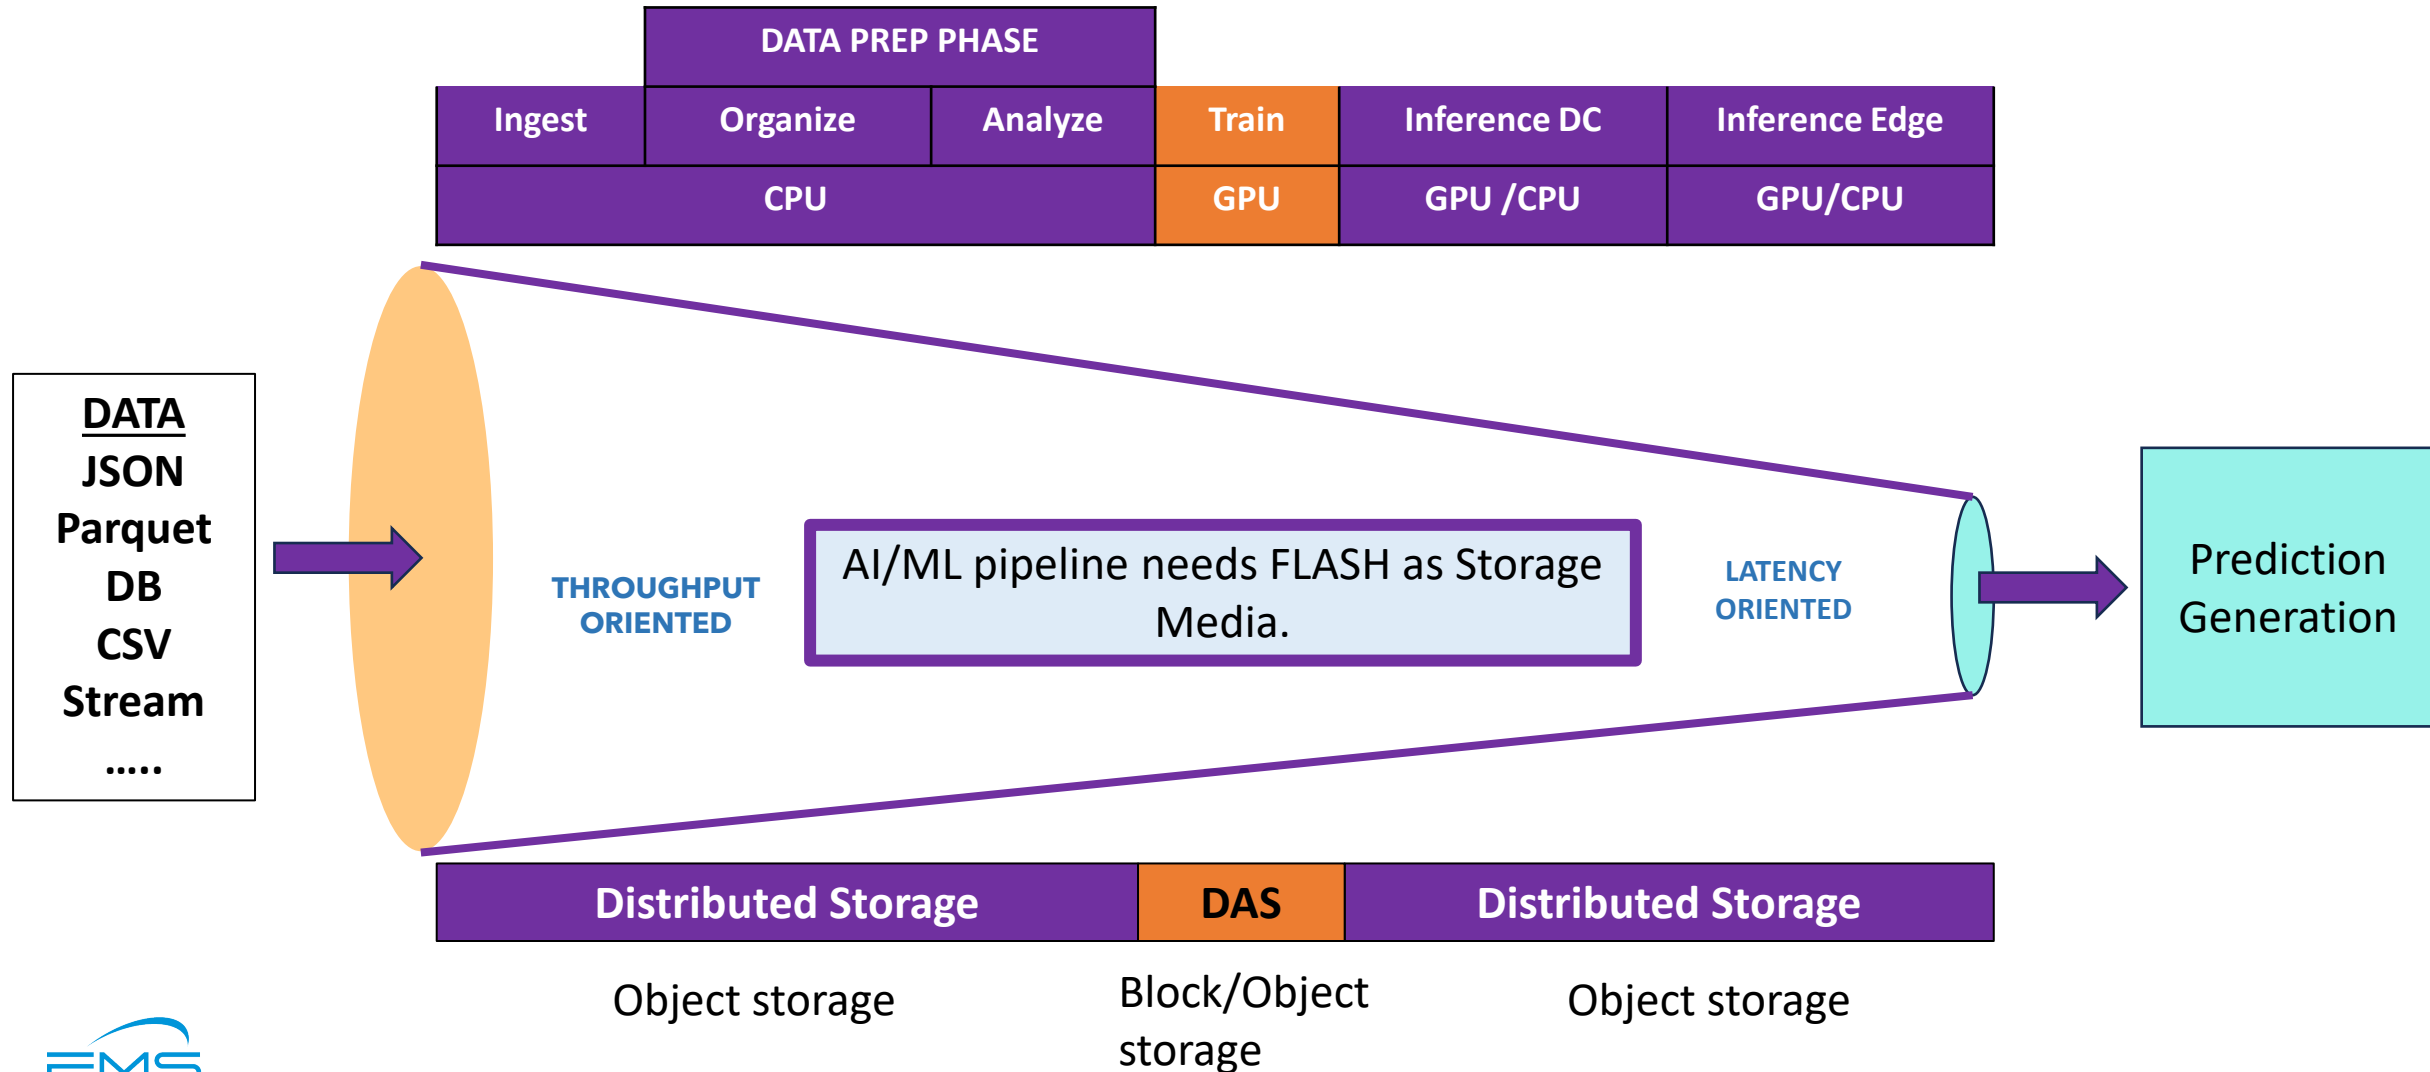 DATA PREP PHASE
Ingest
Organize
Analyze
Train
Inference DC
Inference Edge
CPU
GPU
GPU /CPU
GPU/CPU
DATA
JSON
Parquet
DB
CSV
Stream
.....
THROUGHPUT
ORIENTED
AI/ML pipeline needs FLASH as Storage
Media.
LATENCY
ORIENTED
Prediction
Generation
Distributed Storage
DAS
Distributed Storage
Object storage
Block/Object
storage
Object storage
FMS